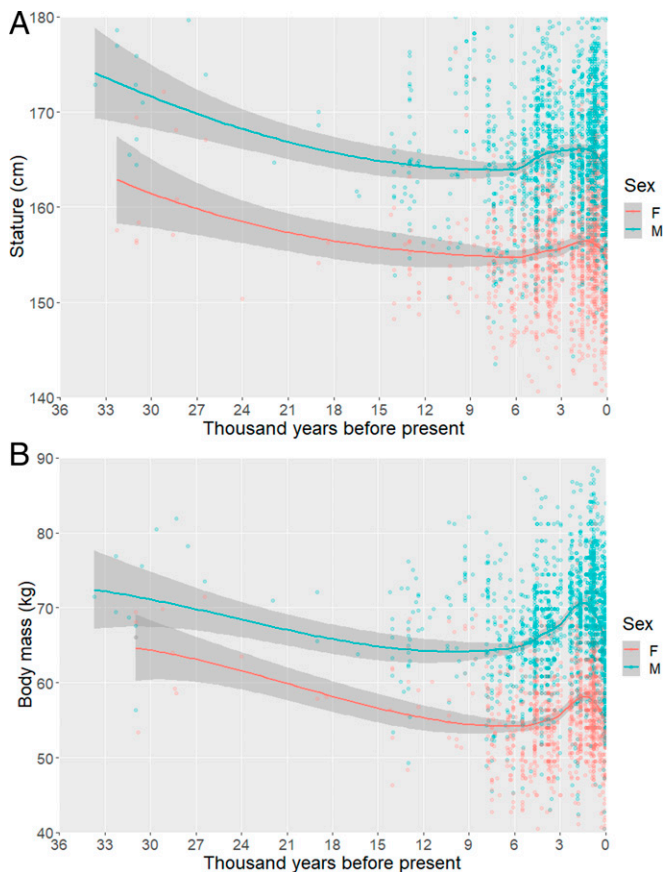 A
180
170
160
150
140
Stature (cm)
36 33 30 27 24 21 18 15 12 9 6 3 0
Thousand years before present
Sex
F
M
B
90
80
70
60
50
40
Body mass (kg)
36 33 30 27 24 21 18 15 12 9 6 3 0
Thousand years before present
Sex
F
M